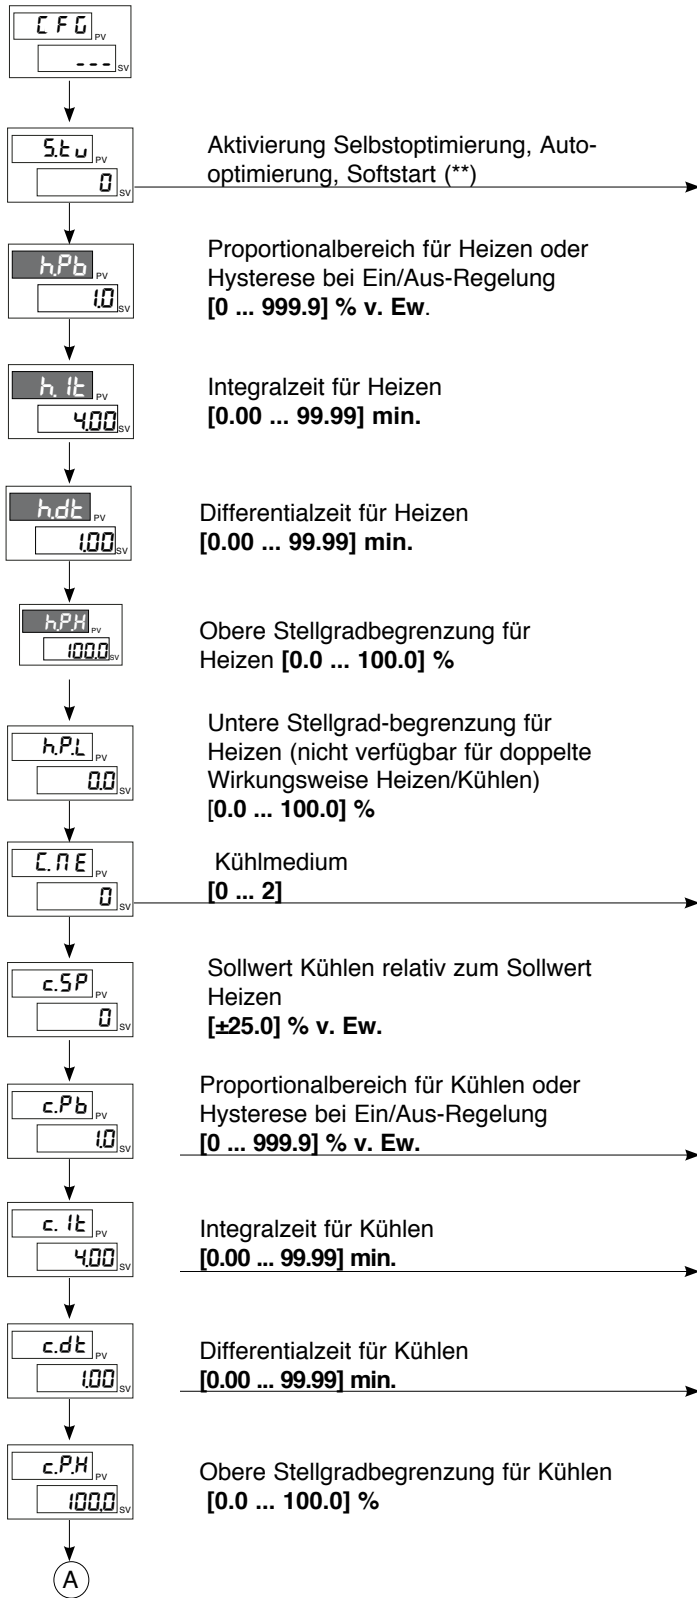 CFG PV
--- SV
S.tu PV
0 SV
Aktivierung Selbstoptimierung, Auto-
optimierung, Softstart (**)
h.Pb PV
1.0 SV
Proportionalbereich für Heizen oder
Hysterese bei Ein/Aus-Regelung
[0 ... 999.9] % v. Ew.
h.It PV
4.00 SV
Integralzeit für Heizen
[0.00 ... 99.99] min.
h.dt PV
1.00 SV
Differentialzeit für Heizen
[0.00 ... 99.99] min.
h.P.H PV
100.0 SV
Obere Stellgradbegrenzung für
Heizen [0.0 ... 100.0] %
h.P.L PV
0.0 SV
Untere Stellgrad-begrenzung für
Heizen (nicht verfügbar für doppelte
Wirkungsweise Heizen/Kühlen)
[0.0 ... 100.0] %
C.ME PV
0 SV
Kühlmedium
[0 ... 2]
c.SP PV
0 SV
Sollwert Kühlen relativ zum Sollwert
Heizen
[±25.0] % v. Ew.
c.Pb PV
1.0 SV
Proportionalbereich für Kühlen oder
Hysterese bei Ein/Aus-Regelung
[0 ... 999.9] % v. Ew.
c.It PV
4.00 SV
Integralzeit für Kühlen
[0.00 ... 99.99] min.
c.dt PV
1.00 SV
Differentialzeit für Kühlen
[0.00 ... 99.99] min.
c.P.H PV
100.0 SV
Obere Stellgradbegrenzung für Kühlen
[0.0 ... 100.0] %
A